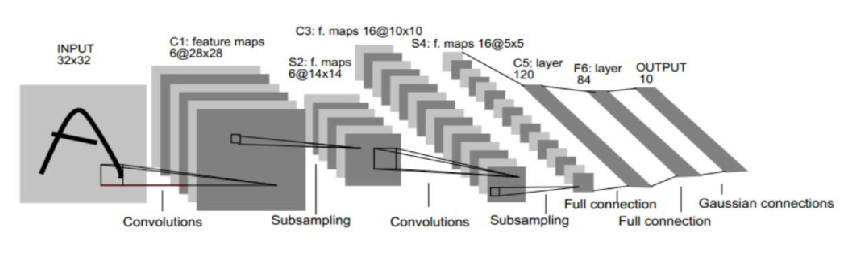 INPUT
32x32
C1: feature maps
6@28x28
S2: f. maps
6@14x14
C3: f. maps 16@10x10
S4: f. maps 16@5x5
C5: layer
120
F6: layer
84
OUTPUT
10
A
Convolutions
Subsampling
Convolutions
Subsampling
Full connection
Full connection
Gaussian connections